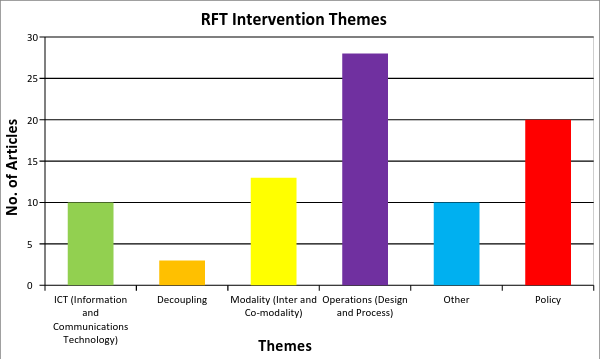 RFT Intervention Themes
No. of Articles
30
25
20
15
10
5
0
ICT (Information
and
Communications
Technology)
Decoupling
Modality (Inter and
Co-modality)
Operations (Design
and Process)
Other
Policy
Themes